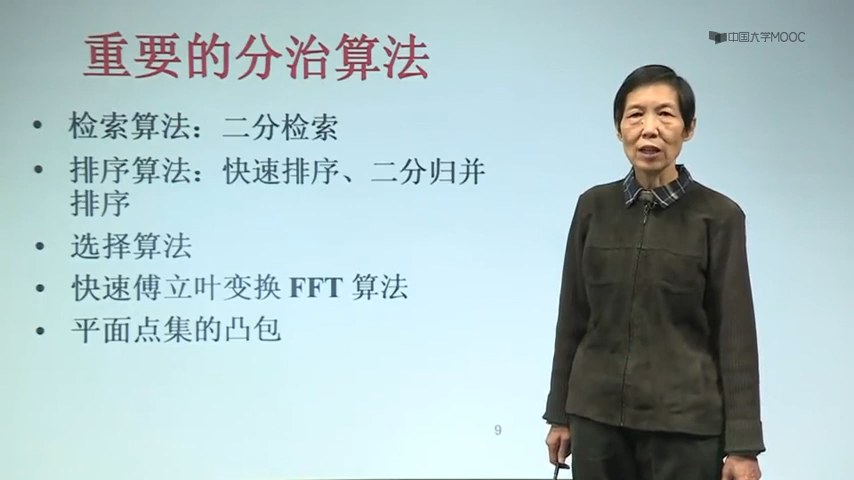 中国大学MOOC
重要的分治算法
• 检索算法：二分检索
• 排序算法：快速排序、二分归并
排序
• 选择算法
• 快速傅立叶变换 FFT 算法
• 平面点集的凸包
9